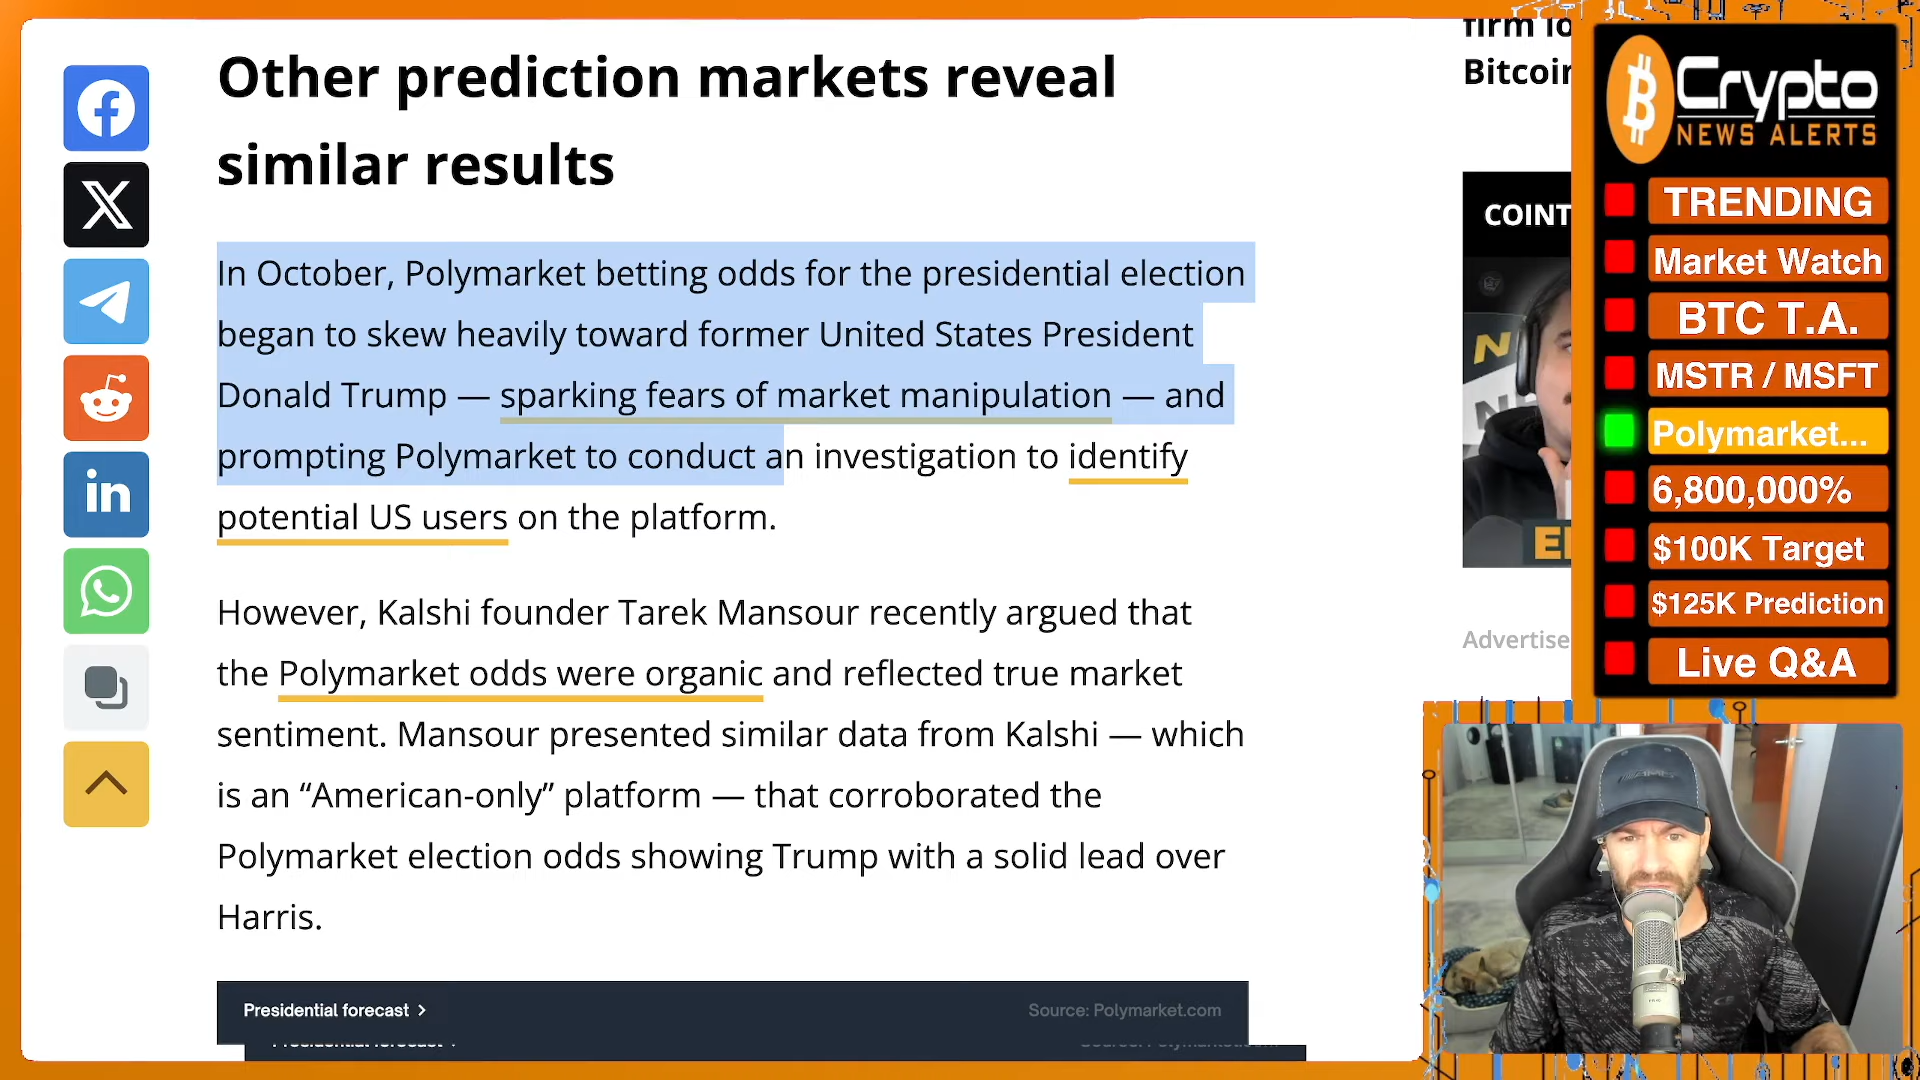 Other prediction markets reveal
similar results
In October, Polymarket betting odds for the presidential election
began to skew heavily toward former United States President
Donald Trump — sparking fears of market manipulation — and
prompting Polymarket to conduct an investigation to identify
potential US users on the platform.
However, Kalshi founder Tarek Mansour recently argued that
the Polymarket odds were organic and reflected true market
sentiment. Mansour presented similar data from Kalshi — which
is an “American-only” platform — that corroborated the
Polymarket election odds showing Trump with a solid lead over
Harris.
Presidential forecast >
Source: Polymarket.com
firm
Bitcoin
COINT
Advertise
Crypto
NEWS ALERTS
TRENDING
Market Watch
BTC T.A.
MSTR / MSFT
Polymarket...
6,800,000%
$100K Target
$125K Prediction
Live Q&A